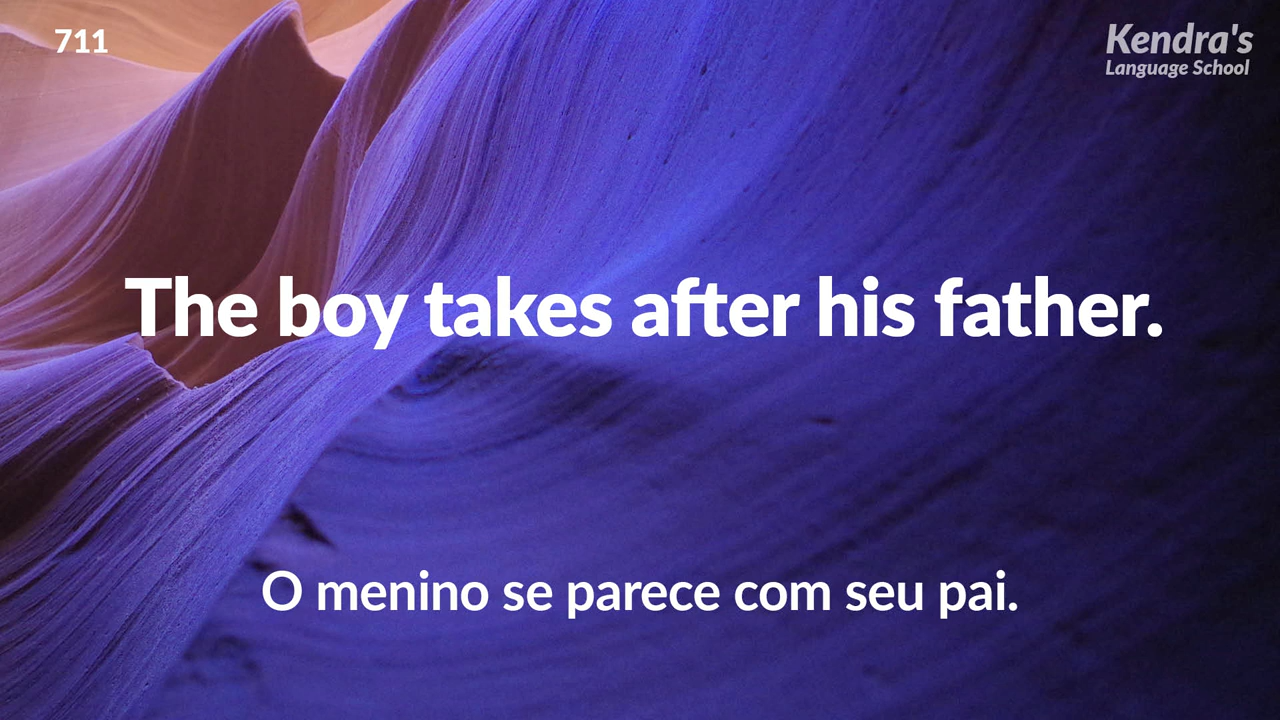 711
Kendra's
Language School
The boy takes after his father.
O menino se parece com seu pai.